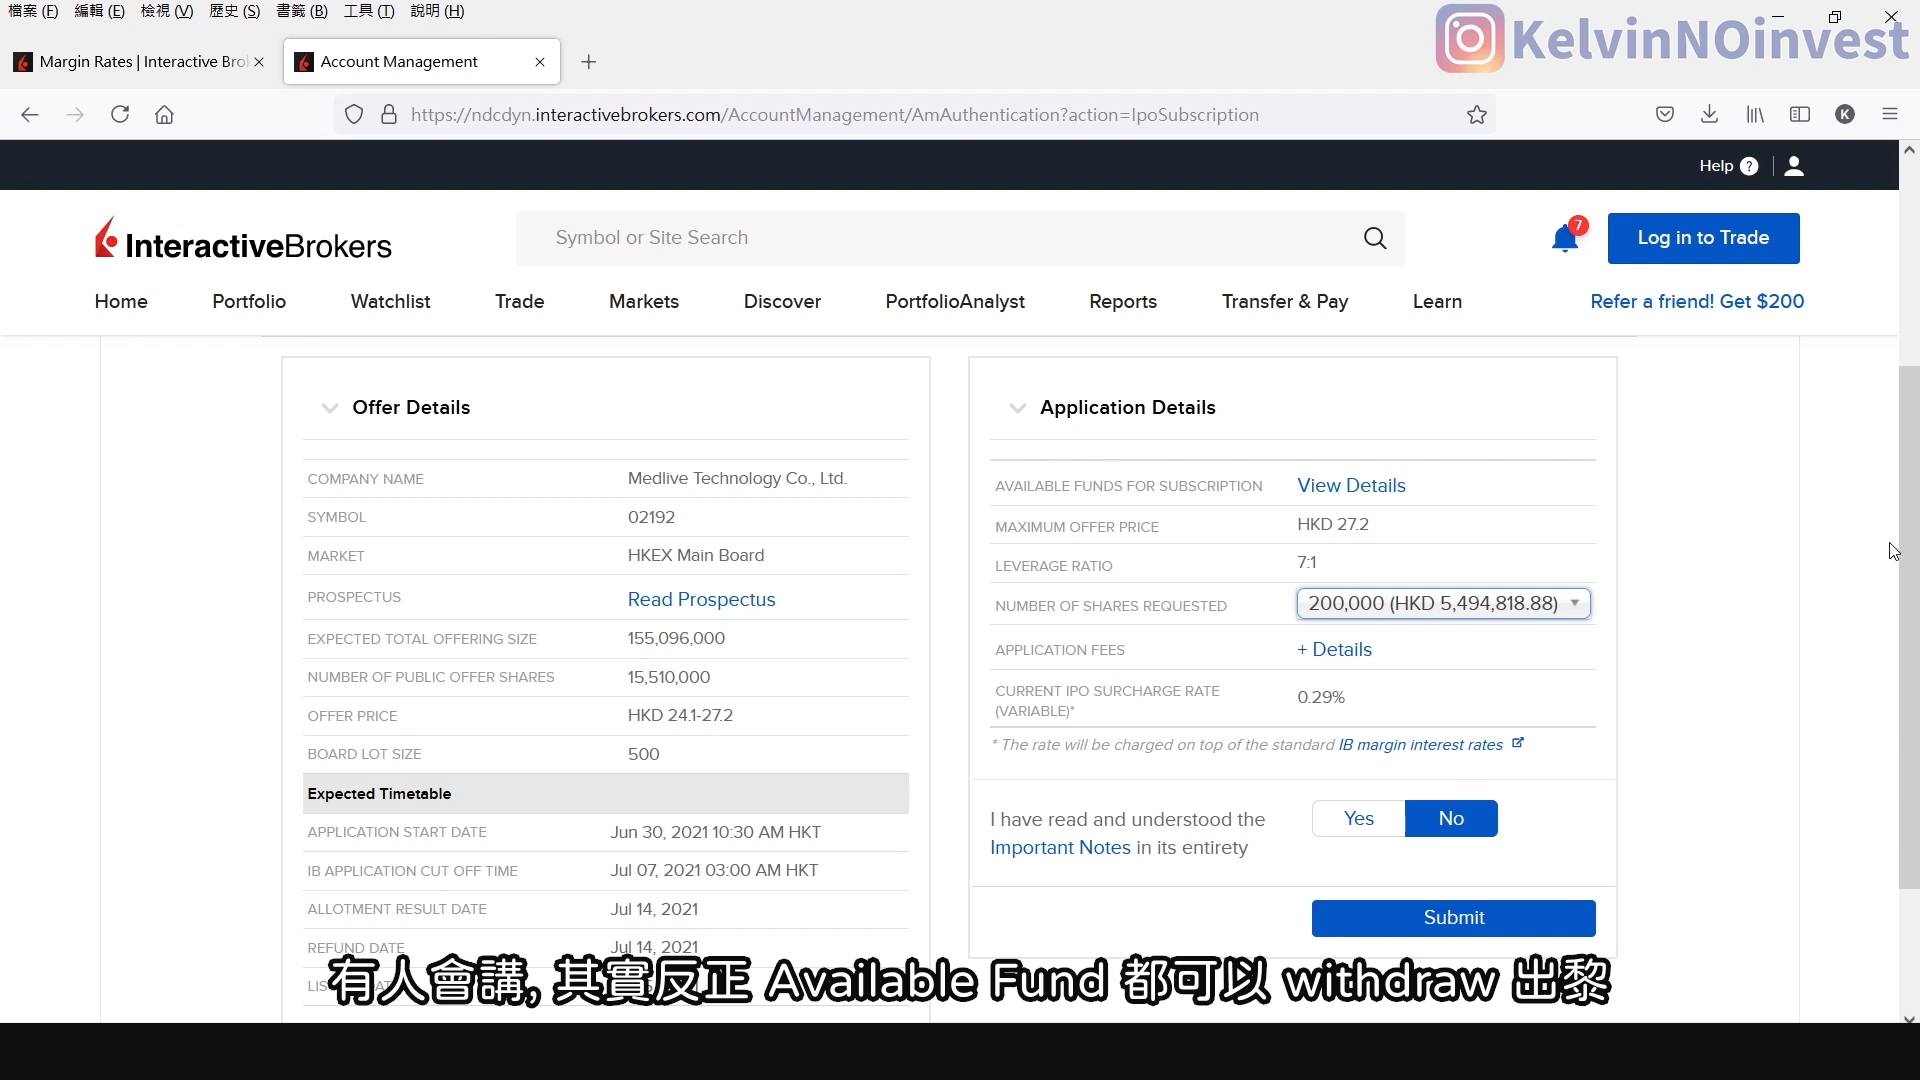 檔案 (F) 編輯 (E) 檢視 (V) 歷史 (S) 書籤 (B) 工具 (T) 說明 (H)
KelvinNOinvest
Margin Rates | Interactive Bro
Account Management
https://ndcdyn.interactivebrokers.com/AccountManagement/AmAuthentication?action=IpoSubscription
K
Help ?
InteractiveBrokers
Symbol or Site Search
7
Log in to Trade
Home Portfolio Watchlist Trade Markets Discover PortfolioAnalyst Reports Transfer & Pay Learn Refer a friend! Get $200
Offer Details
COMPANY NAME Medlive Technology Co., Ltd.
SYMBOL 02192
MARKET HKEX Main Board
PROSPECTUS Read Prospectus
EXPECTED TOTAL OFFERING SIZE 155,096,000
NUMBER OF PUBLIC OFFER SHARES 15,510,000
OFFER PRICE HKD 24.1-27.2
BOARD LOT SIZE 500
Expected Timetable
APPLICATION START DATE Jun 30, 2021 10:30 AM HKT
IB APPLICATION CUT OFF TIME Jul 07, 2021 03:00 AM HKT
ALLOTMENT RESULT DATE Jul 14, 2021
REFUND DATE Jul 14, 2021
Application Details
AVAILABLE FUNDS FOR SUBSCRIPTION View Details
MAXIMUM OFFER PRICE HKD 27.2
LEVERAGE RATIO 7:1
NUMBER OF SHARES REQUESTED 200,000 (HKD 5,494,818.88)
APPLICATION FEES + Details
CURRENT IPO SURCHARGE RATE (VARIABLE)* 0.29%
* The rate will be charged on top of the standard IB margin interest rates
I have read and understood the
Important Notes in its entirety
Yes No
Submit
有人會講, 其實反正 Available Fund 都可以 withdraw 出黎